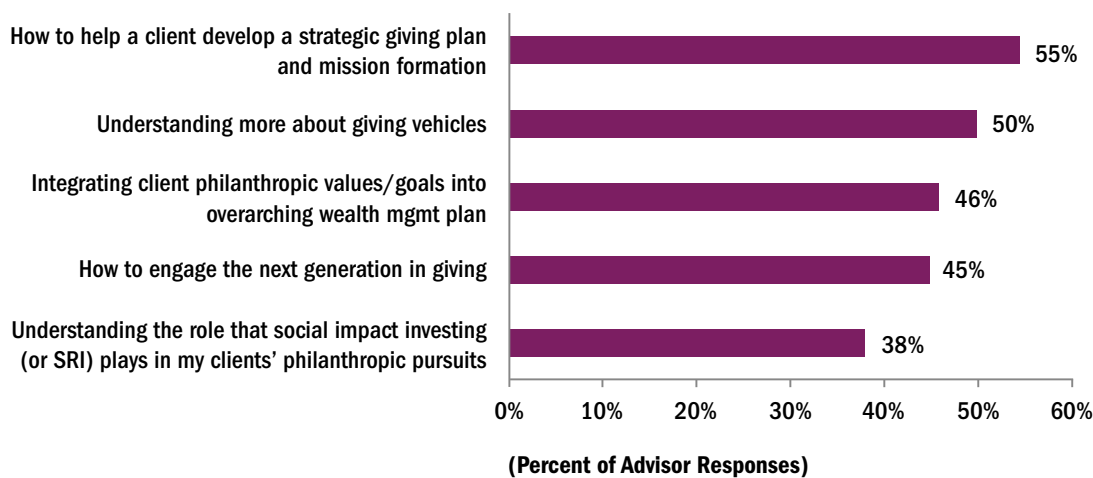 How to help a client develop a strategic giving plan
and mission formation
55%
Understanding more about giving vehicles
50%
Integrating client philanthropic values/goals into
overarching wealth mgmt plan
46%
How to engage the next generation in giving
45%
Understanding the role that social impact investing
(or SRI) plays in my clients’ philanthropic pursuits
38%
0% 10% 20% 30% 40% 50% 60%
(Percent of Advisor Responses)